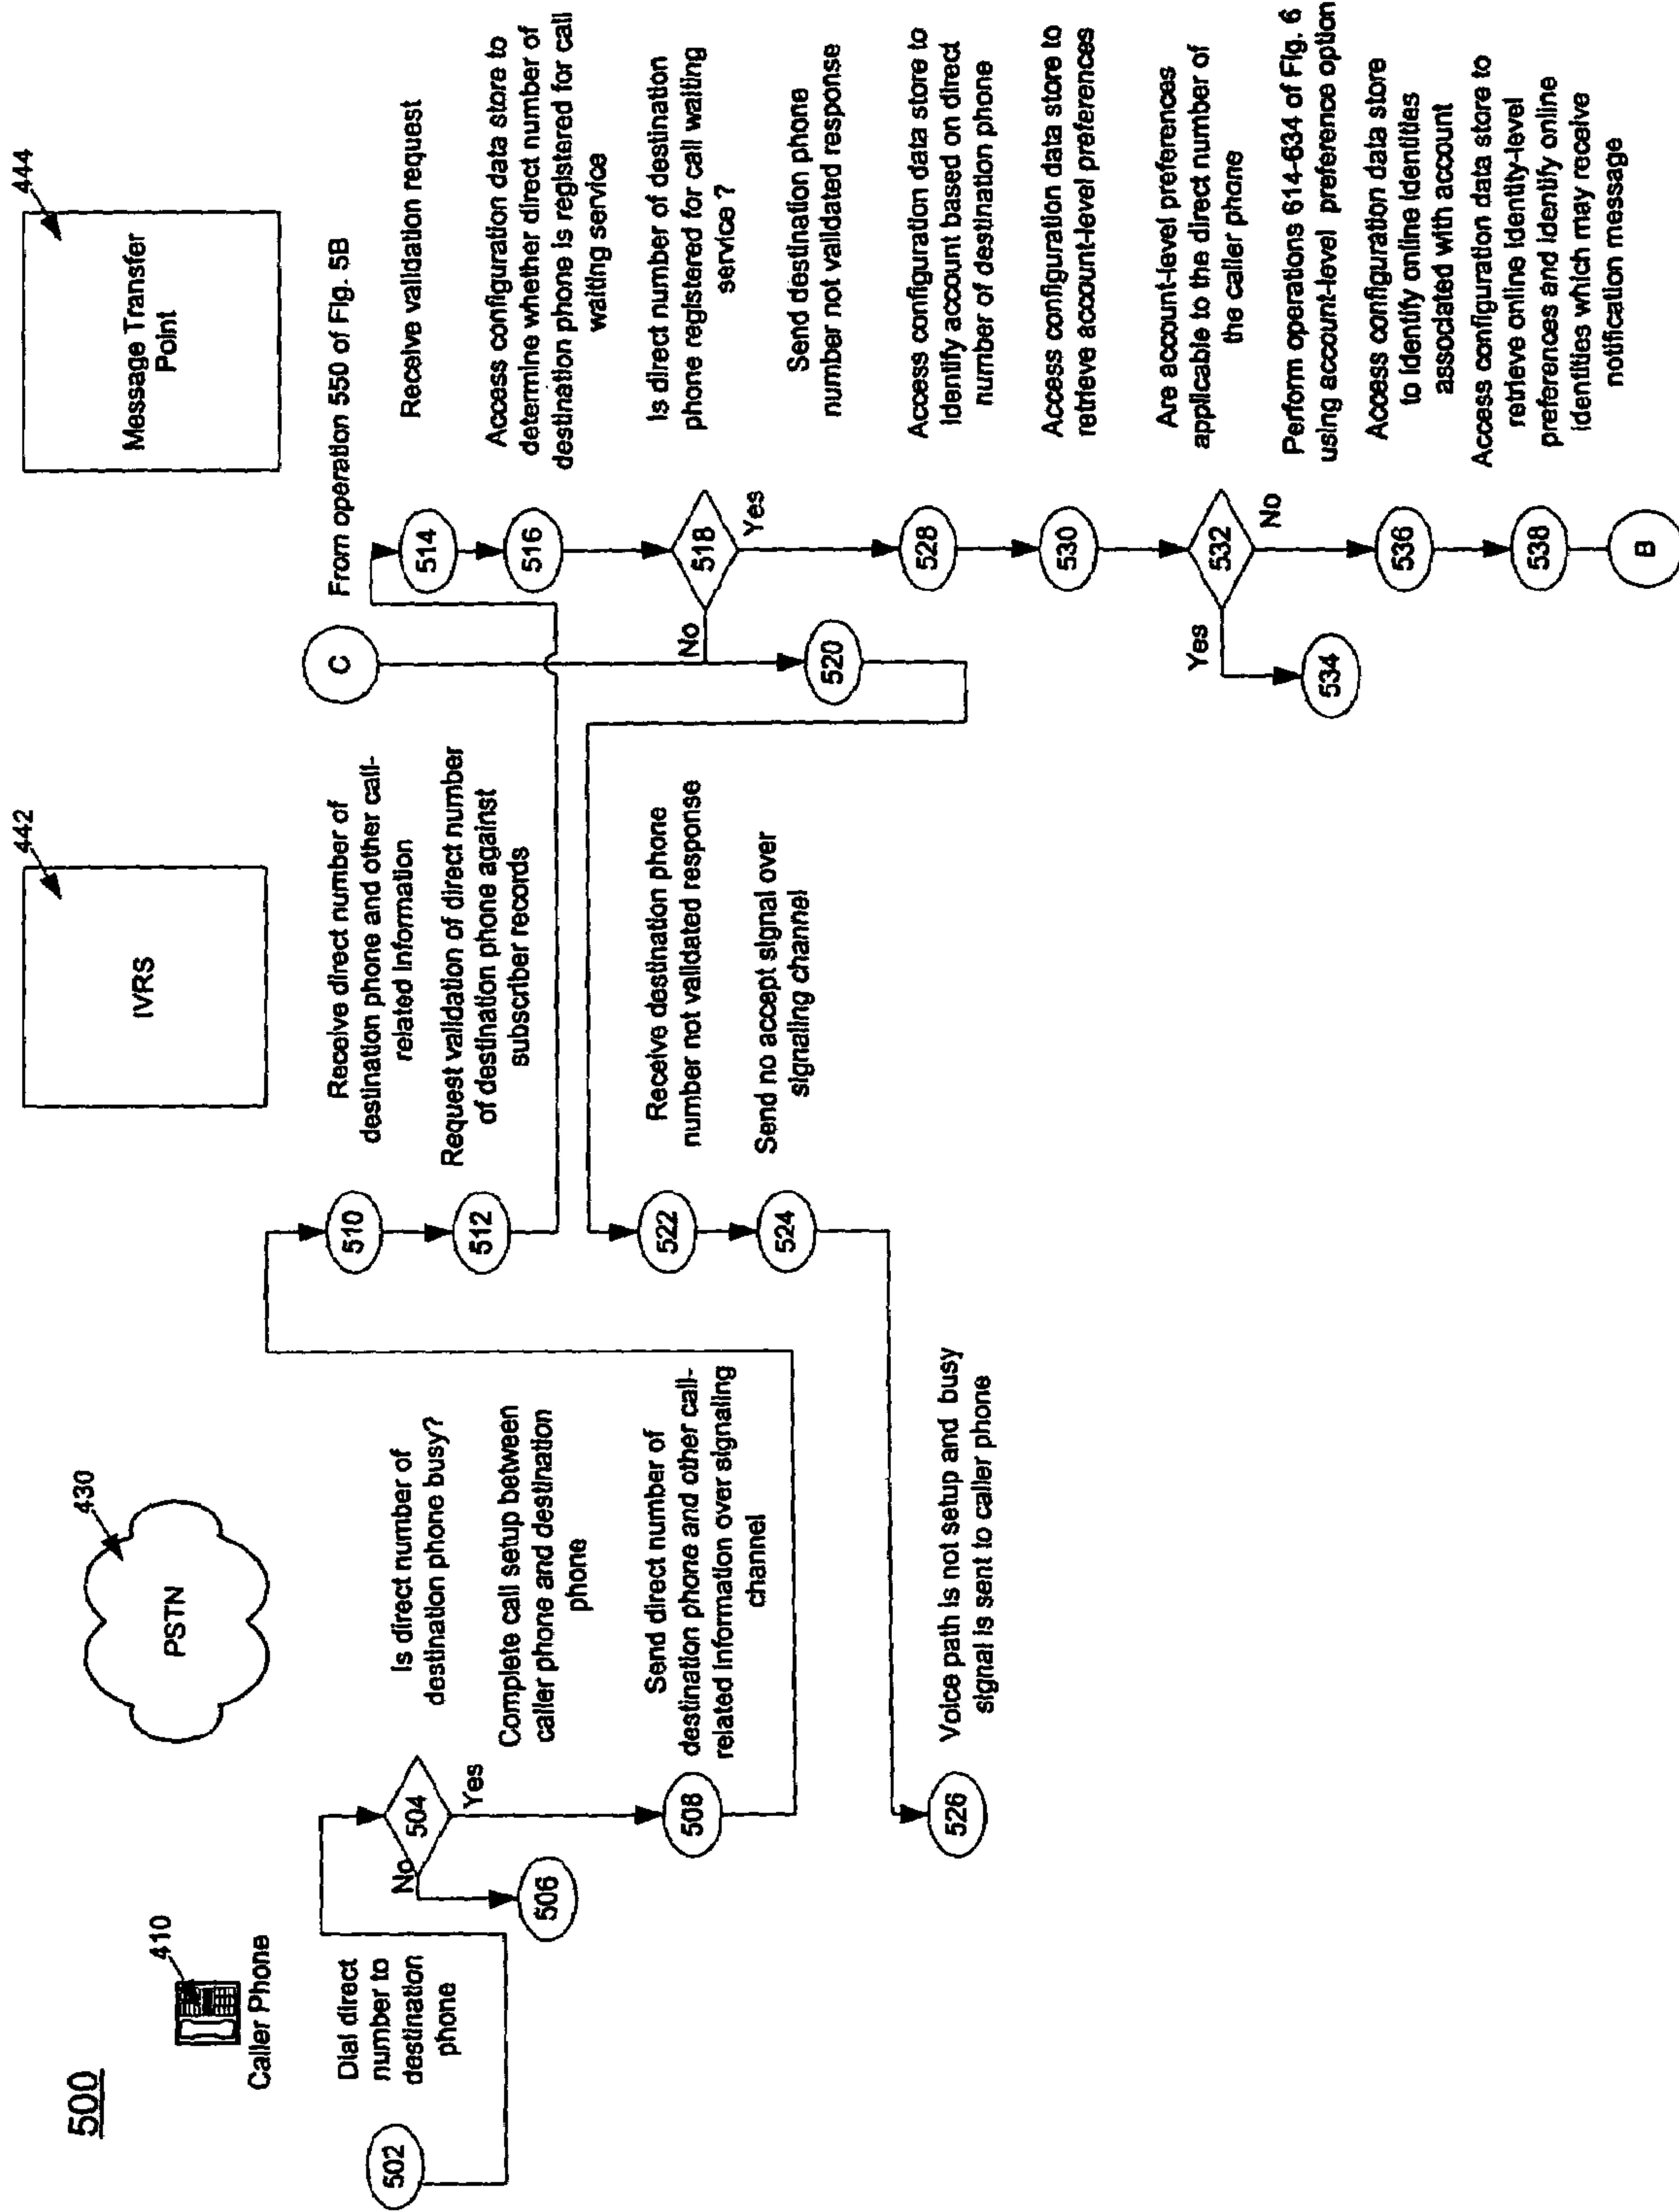 500
410
Caller Phone
430
PSTN
442
IVRS
444
Message Transfer
Point
502
Dial direct
number to
destination
phone
504
Is direct number of
destination phone busy?
No
Yes
506
Complete call setup between
caller phone and destination
phone
508
Send direct number of
destination phone and other call-
related information over signaling
channel
510
Receive direct number of
destination phone and other call-
related information
512
Request validation of direct number
of destination phone against
subscriber records
C
From operation 550 of Fig. 5B
514
Receive validation request
516
Access configuration data store to
determine whether direct number of
destination phone is registered for call
waiting service
518
Is direct number of destination
phone registered for call waiting
service ?
No
Yes
520
Send destination phone
number not validated response
522
Receive destination phone
number not validated response
524
Send no accept signal over
signaling channel
526
Voice path is not setup and busy
signal is sent to caller phone
528
Access configuration data store to
identify account based on direct
number of destination phone
530
Access configuration data store to
retrieve account-level preferences
532
Are account-level preferences
applicable to the direct number of
the caller phone
Yes
No
534
Perform operations 614-634 of Fig. 6
using account-level preference option
536
Access configuration data store
to identify online identities
associated with account
538
Access configuration data store to
retrieve online identity-level
preferences and identify online
identities which may receive
notification message
B